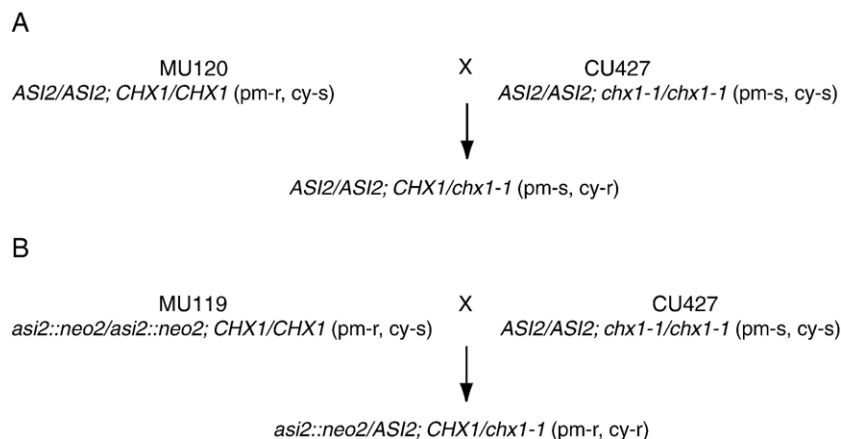 A
MU120 X CU427
ASI2/ASI2; CHX1/CHX1 (pm-r, cy-s) ASI2/ASI2; chx1-1/chx1-1 (pm-s, cy-s)
ASI2/ASI2; CHX1/chx1-1 (pm-s, cy-r)
B
MU119 X CU427
asi2::neo2/asi2::neo2; CHX1/CHX1 (pm-r, cy-s) ASI2/ASI2; chx1-1/chx1-1 (pm-s, cy-s)
asi2::neo2/ASI2; CHX1/chx1-1 (pm-r, cy-r)